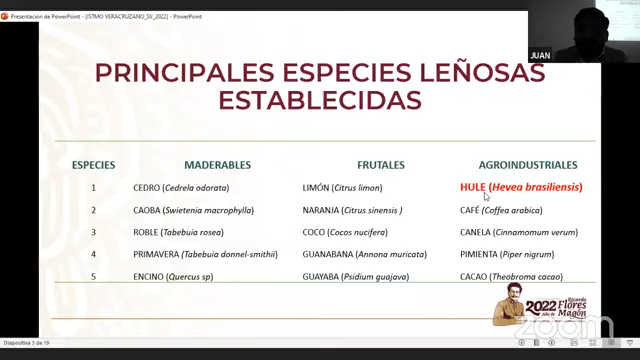 Presentación de PowerPoint - [ISTMO VERACRUZANO_SV_2022] - PowerPoint
JUAN
PRINCIPALES ESPECIES LEÑOSAS
ESTABLECIDAS
ESPECIES MADERABLES FRUTALES AGROINDUSTRIALES
1 CEDRO (Cedrela odorata) LIMÓN (Citrus limon) HULE (Hevea brasiliensis)
2 CAOBA (Swietenia macrophylla) NARANJA (Citrus sinensis ) CAFÉ (Coffea arabica)
3 ROBLE (Tabebuia rosea) COCO (Cocos nucifera) CANELA (Cinnamomum verum)
4 PRIMAVERA (Tabebuia donnel-smithii) GUANABANA (Annona muricata) PIMIENTA (Piper nigrum)
5 ENCINO (Quercus sp) GUAYABA (Psidium guajava) CACAO (Theobroma cacao)
2022 Ricardo
Flores
Año de Magón
zoom
Diapositiva 3 de 19